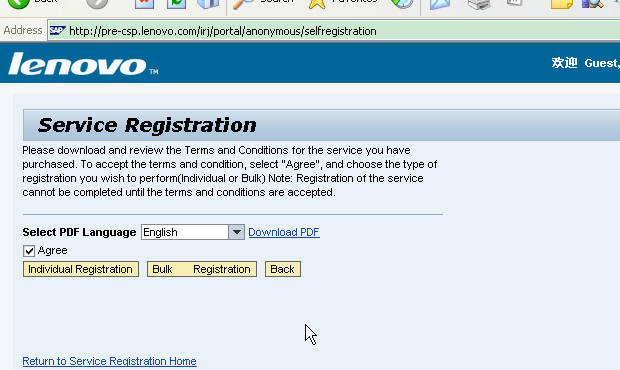 Address http://pre-csp.lenovo.com/irj/portal/anonymous/selfregistration
lenovo TM
欢迎 Guest,
Service Registration
Please download and review the Terms and Conditions for the service you have
purchased. To accept the terms and condition, select "Agree", and choose the type of
registration you wish to perform(Individual or Bulk) Note: Registration of the service
cannot be completed until the terms and conditions are accepted.
Select PDF Language English Download PDF
Agree
Individual Registration Bulk Registration Back
Return to Service Registration Home